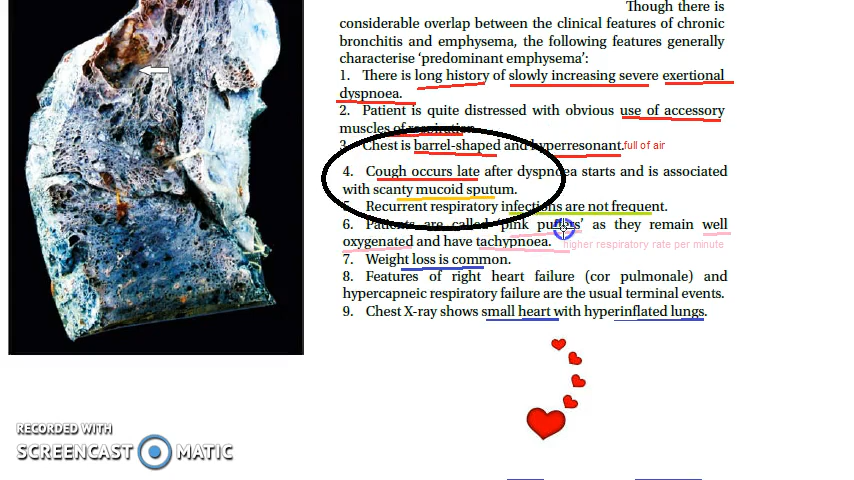 Though there is
considerable overlap between the clinical features of chronic
bronchitis and emphysema, the following features generally
characterise ‘predominant emphysema’:
1. There is long history of slowly increasing severe exertional
dyspnoea.
2. Patient is quite distressed with obvious use of accessory
muscles of respiration.
3. Chest is barrel-shaped and hyperresonant. full of air
4. Cough occurs late after dyspnoea starts and is associated
with scanty mucoid sputum.
5. Recurrent respiratory infections are not frequent.
6. Patients are called ‘pink puffers’ as they remain well
oxygenated and have tachypnoea. higher respiratory rate per minute
7. Weight loss is common.
8. Features of right heart failure (cor pulmonale) and
hypercapneic respiratory failure are the usual terminal events.
9. Chest X-ray shows small heart with hyperinflated lungs.
RECORDED WITH
SCREENCAST MATIC